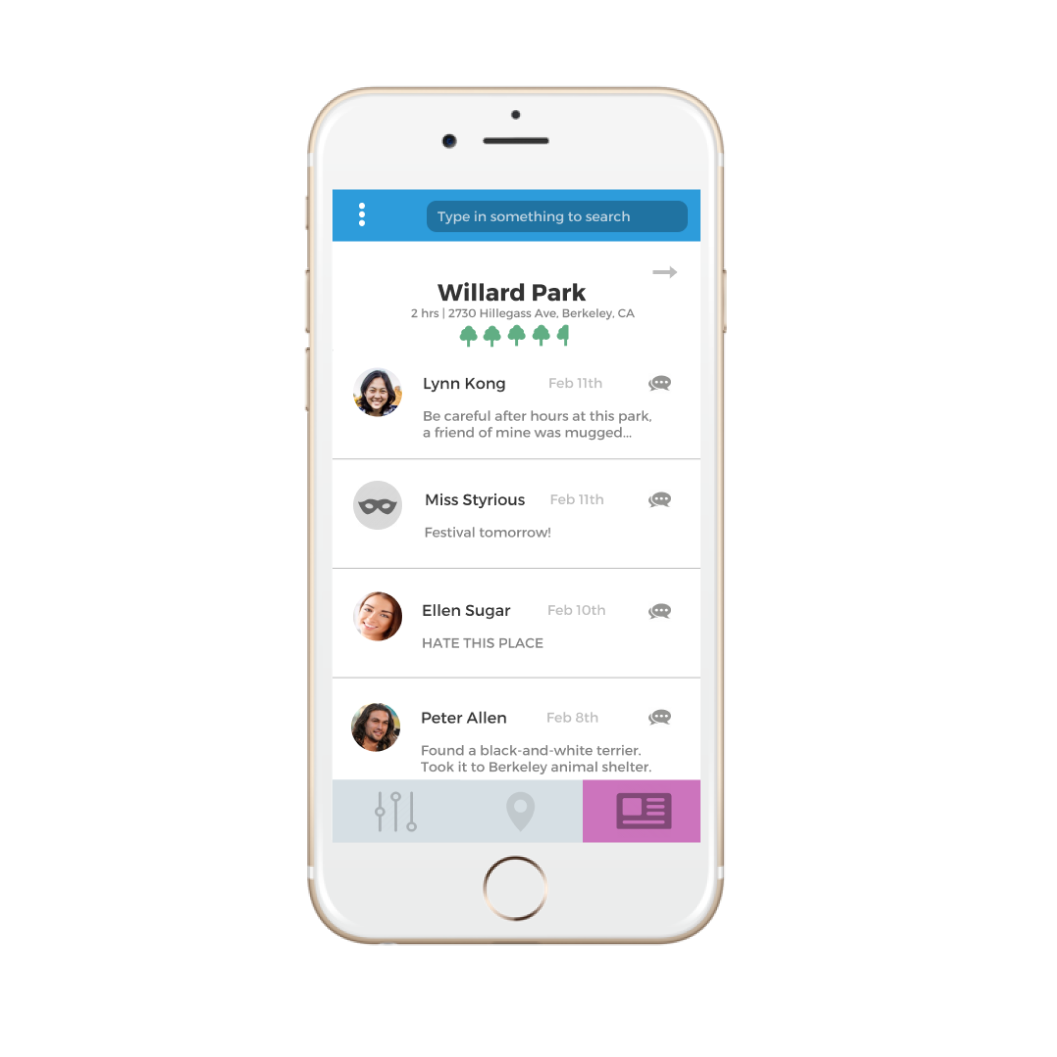 Type in something to search
Willard Park
2 hrs | 2730 Hillegass Ave, Berkeley, CA
Lynn Kong Feb 11th
Be careful after hours at this park,
a friend of mine was mugged...
Miss Styrious Feb 11th
Festival tomorrow!
Ellen Sugar Feb 10th
HATE THIS PLACE
Peter Allen Feb 8th
Found a black-and-white terrier.
Took it to Berkeley animal shelter.